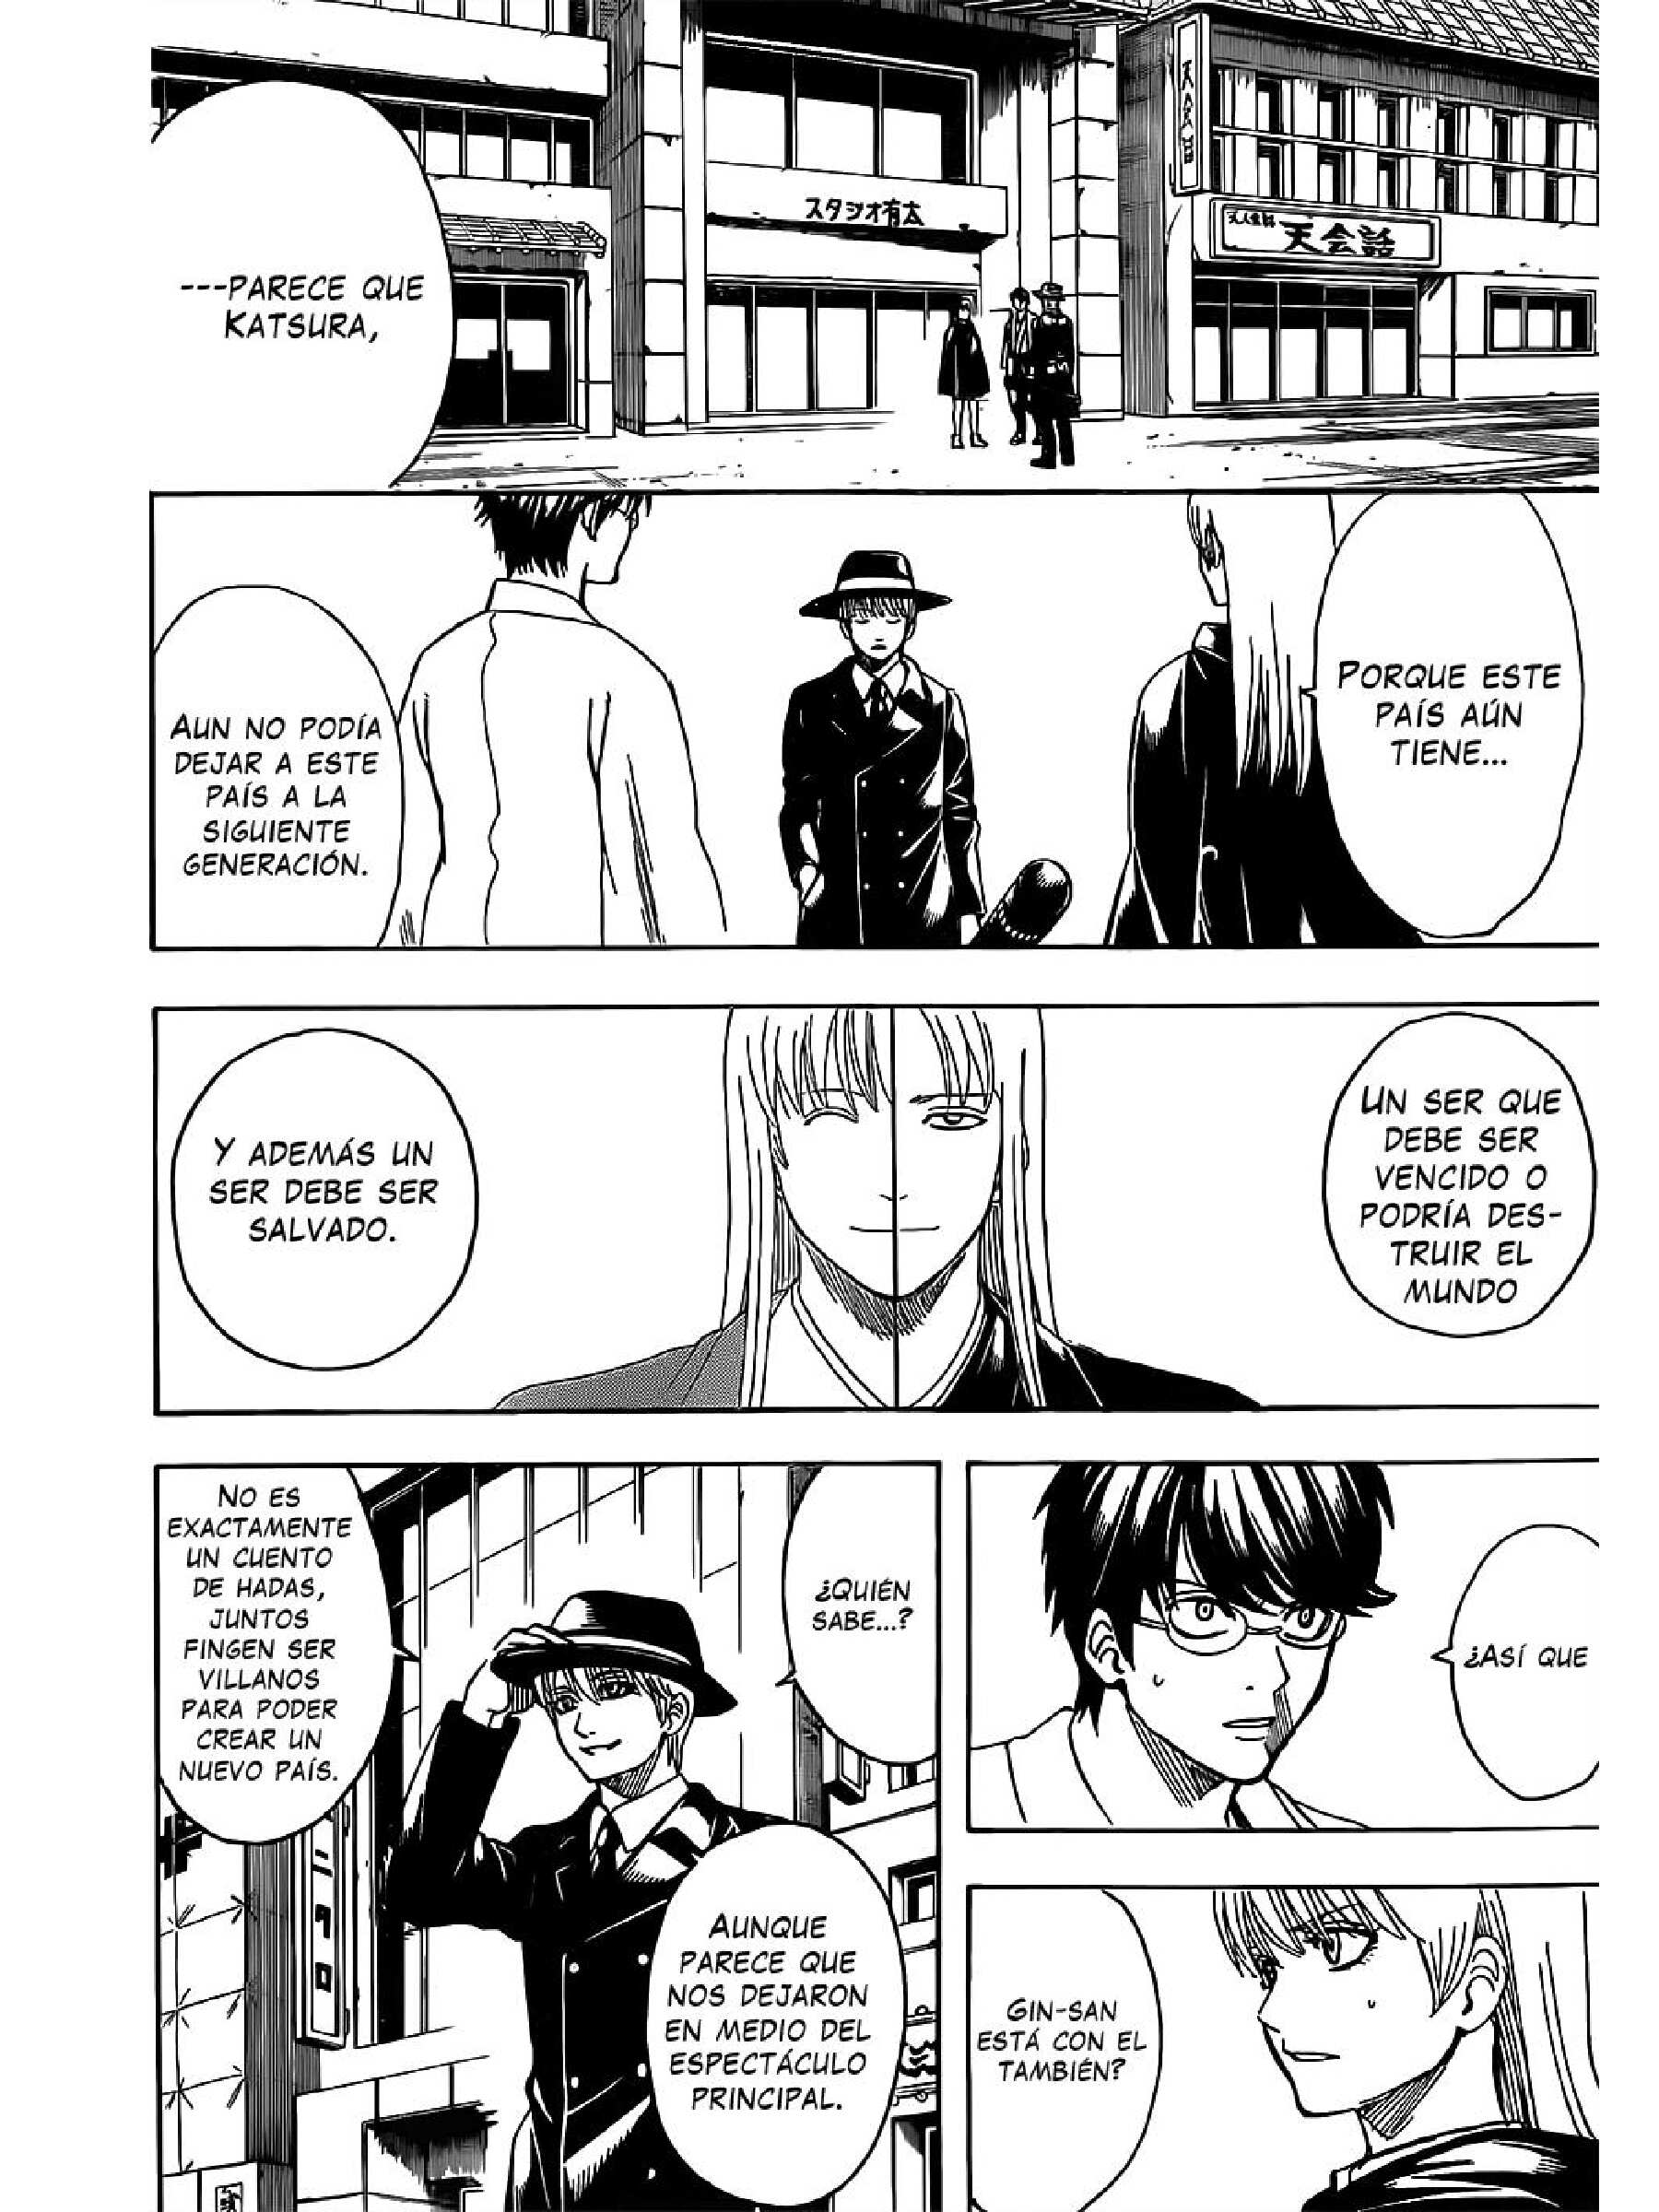 スタジオ有太
天人会話
天会話
---PARECE QUE
KATSURA,
PORQUE ESTE
PAÍS AÚN
TIENE...
AUN NO PODÍA
DEJAR A ESTE
PAÍS A LA
SIGUIENTE
GENERACIÓN.
UN SER QUE
DEBE SER
VENCIDO O
PODRÍA DES-
TRUIR EL
MUNDO
Y ADEMÁS UN
SER DEBE SER
SALVADO.
¿ASÍ QUE
GIN-SAN
ESTÁ CON EL
TAMBIÉN?
¿QUIÉN
SABE...?
NO ES
EXACTAMENTE
UN CUENTO
DE HADAS,
JUNTOS
FINGEN SER
VILLANOS
PARA PODER
CREAR UN
NUEVO PAÍS.
AUNQUE
PARECE QUE
NOS DEJARON
EN MEDIO DEL
ESPECTÁCULO
PRINCIPAL.